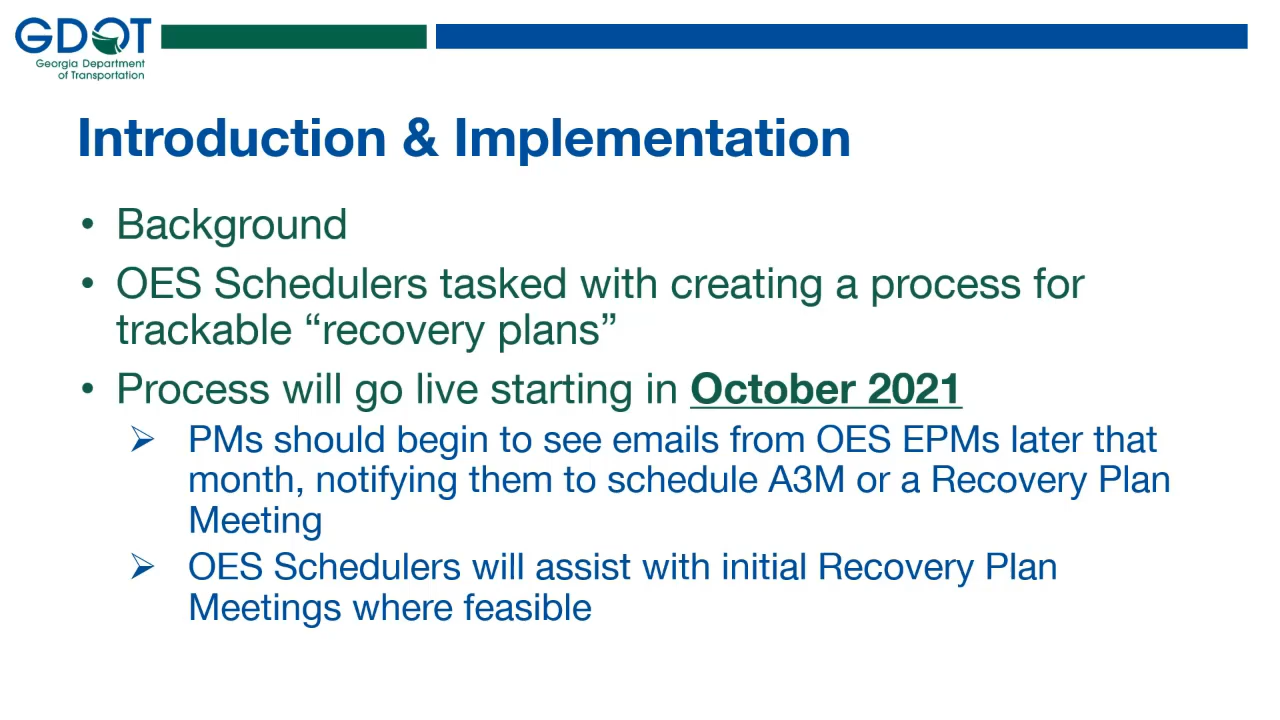 GDOT
Georgia Department
of Transportation
Introduction & Implementation
• Background
• OES Schedulers tasked with creating a process for
trackable “recovery plans”
• Process will go live starting in October 2021
➢ PMs should begin to see emails from OES EPMs later that
month, notifying them to schedule A3M or a Recovery Plan
Meeting
➢ OES Schedulers will assist with initial Recovery Plan
Meetings where feasible